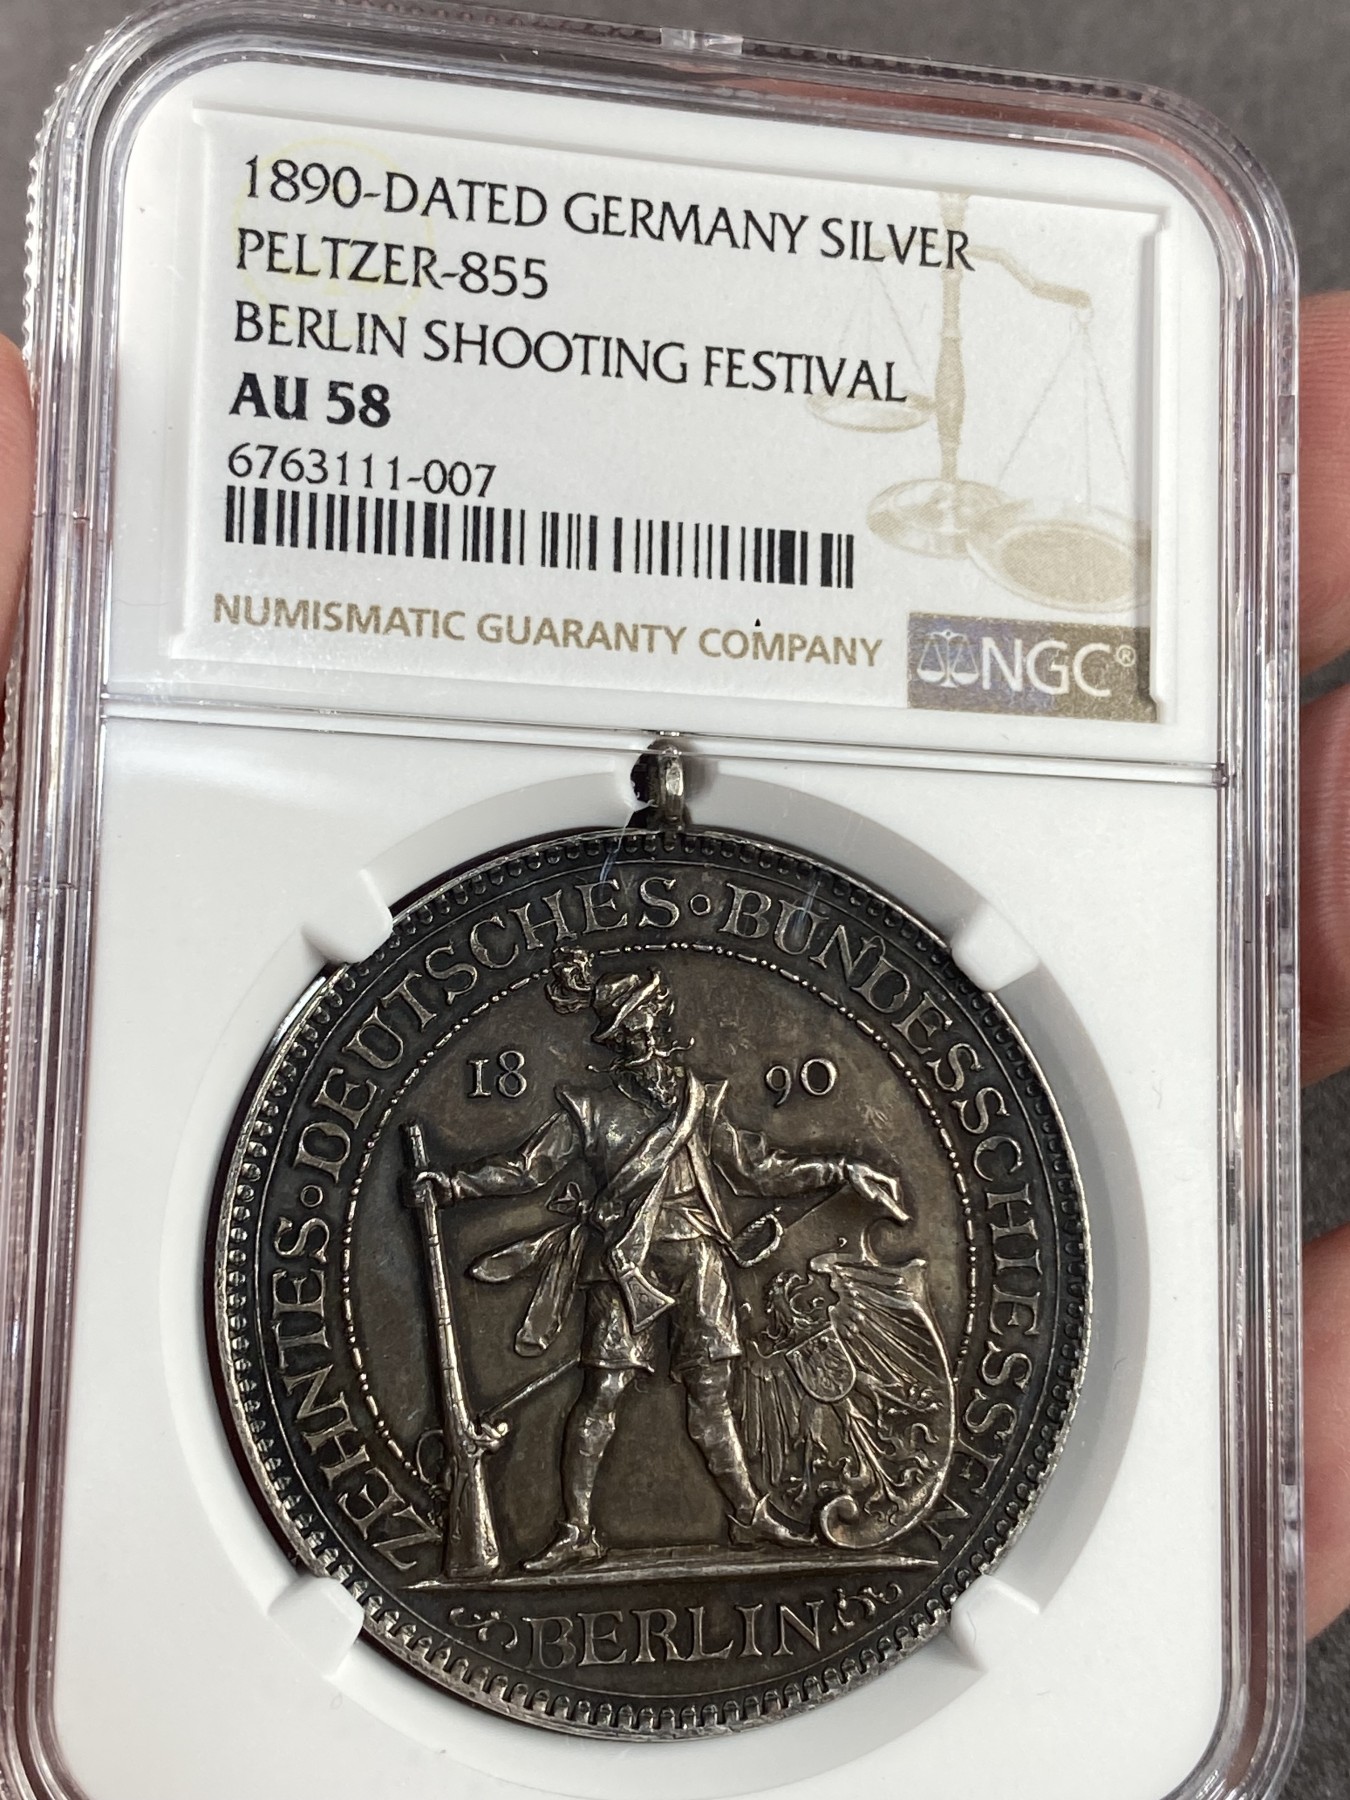 1890-DATED GERMANY SILVER
PELTZER-855
BERLIN SHOOTING FESTIVAL
AU 58
6763111-007
NUMISMATIC GUARANTY COMPANY
NGC®
ZEHNTES · DEUTSCHES · BUNDESSCHIESSEN
18 90
BERLIN